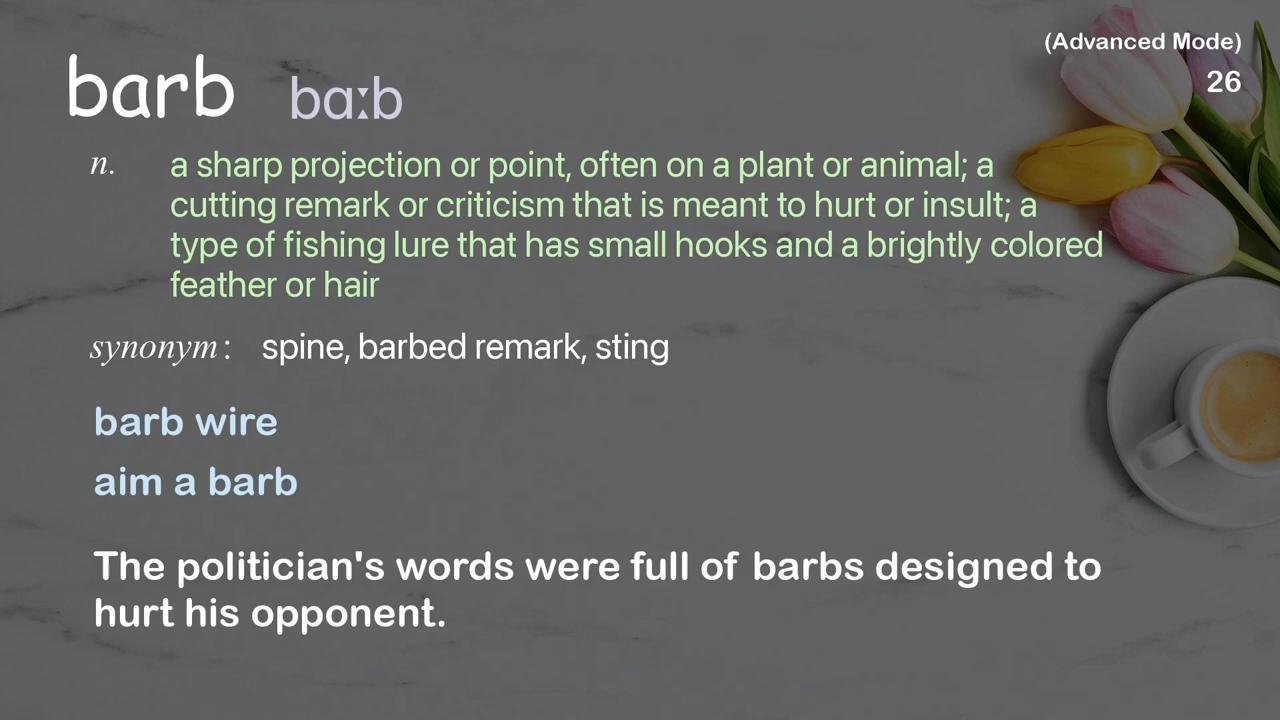 (Advanced Mode)
26
barb bɑːb
n. a sharp projection or point, often on a plant or animal; a
cutting remark or criticism that is meant to hurt or insult; a
type of fishing lure that has small hooks and a brightly colored
feather or hair
synonym: spine, barbed remark, sting
barb wire
aim a barb
The politician's words were full of barbs designed to
hurt his opponent.